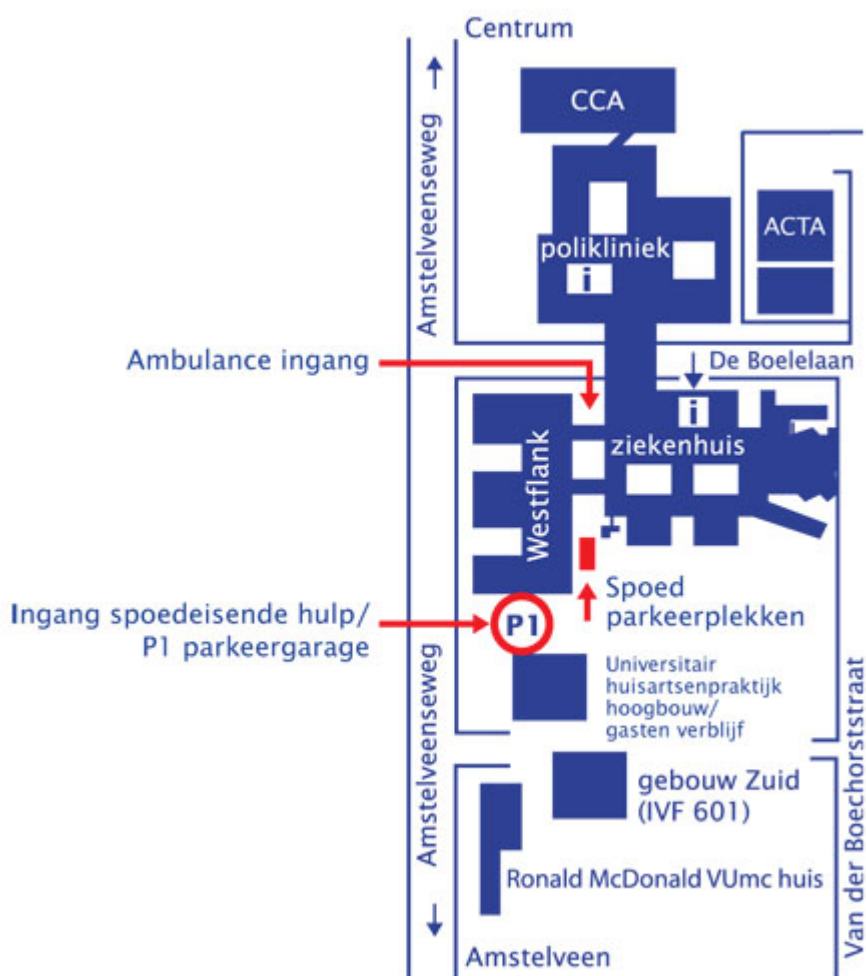 Centrum
CCA
Amstelveenseweg
ACTA
polikliniek
i
Ambulance ingang
De Boelelaan
i
ziekenhuis
Westflank
Spoed
parkeerplekken
Ingang spoedeisende hulp/
P1 parkeergarage
P1
Universitair
huisartsenpraktijk
hoogbouw/
gasten verblijf
Amstelveenseweg
gebouw Zuid
(IVF 601)
Van der Boechorststraat
Ronald McDonald VUmc huis
Amstelveen